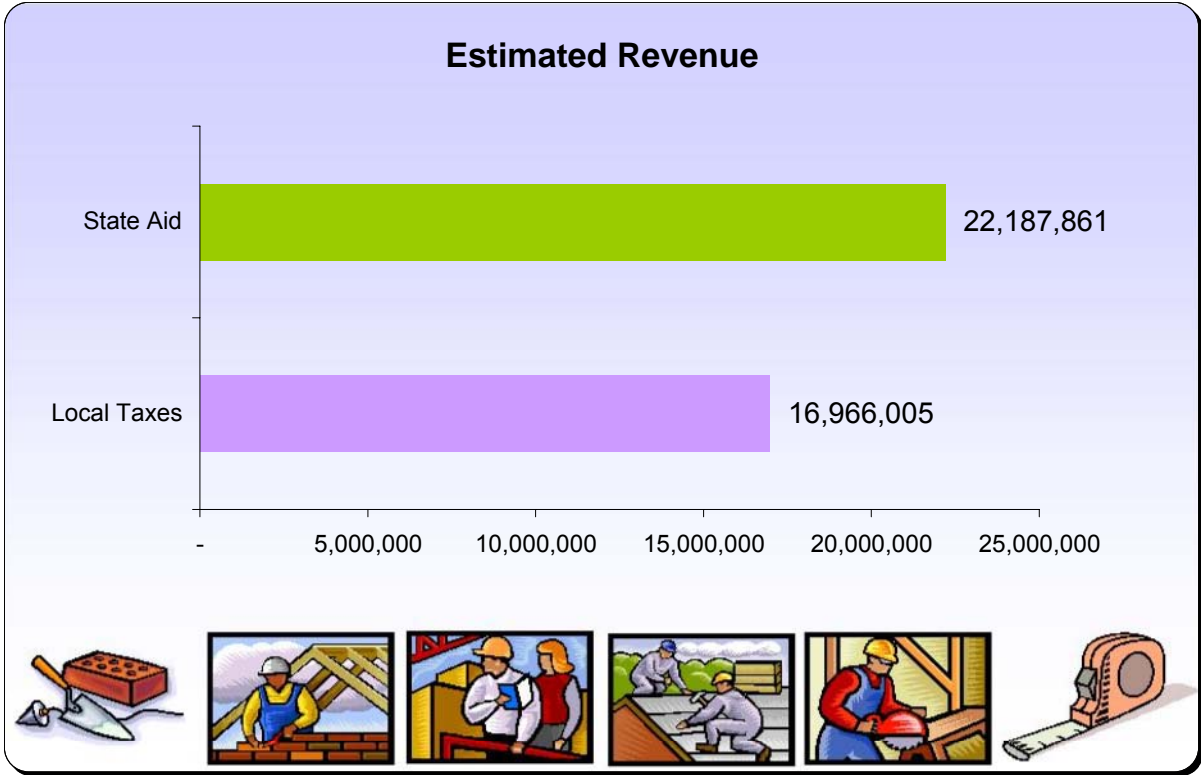 Estimated Revenue
State Aid
22,187,861
Local Taxes
16,966,005
- 5,000,000 10,000,000 15,000,000 20,000,000 25,000,000